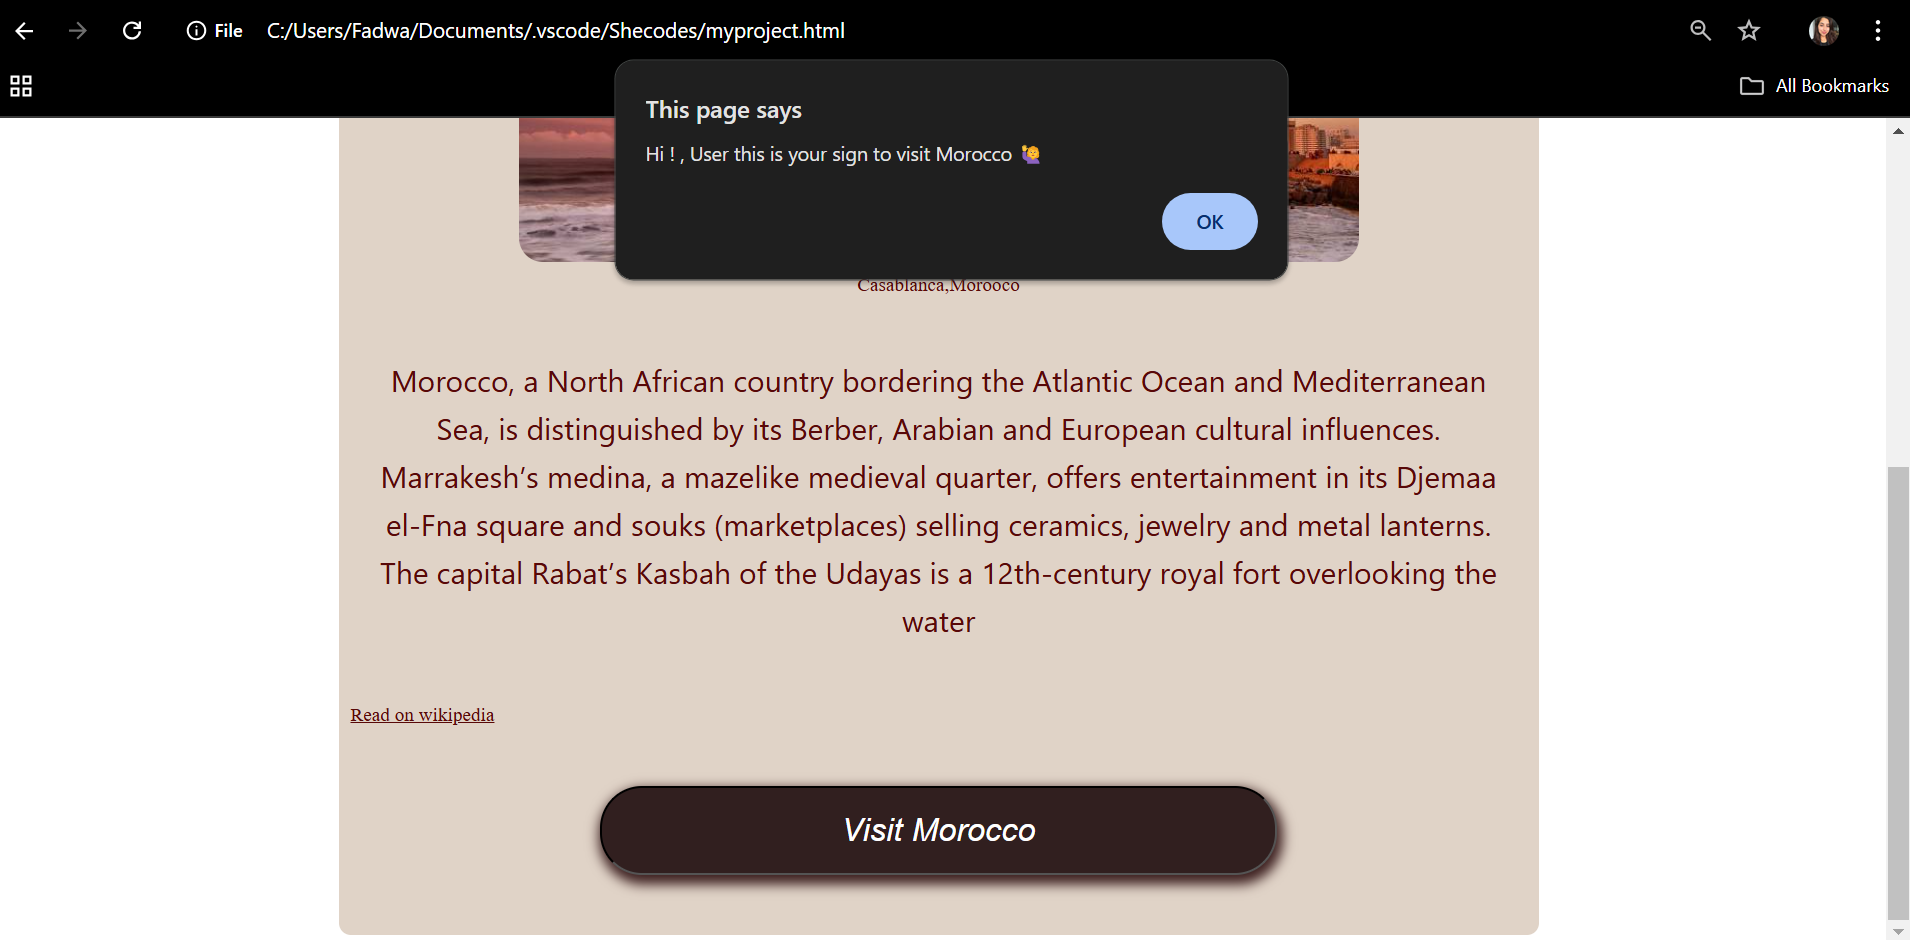 File C:/Users/Fadwa/Documents/.vscode/Shecodes/myproject.html
All Bookmarks
This page says
Hi ! , User this is your sign to visit Morocco 🙋
OK
Casablanca,Morooco
Morocco, a North African country bordering the Atlantic Ocean and Mediterranean
Sea, is distinguished by its Berber, Arabian and European cultural influences.
Marrakesh’s medina, a mazelike medieval quarter, offers entertainment in its Djemaa
el-Fna square and souks (marketplaces) selling ceramics, jewelry and metal lanterns.
The capital Rabat’s Kasbah of the Udayas is a 12th-century royal fort overlooking the
water
Read on wikipedia
Visit Morocco